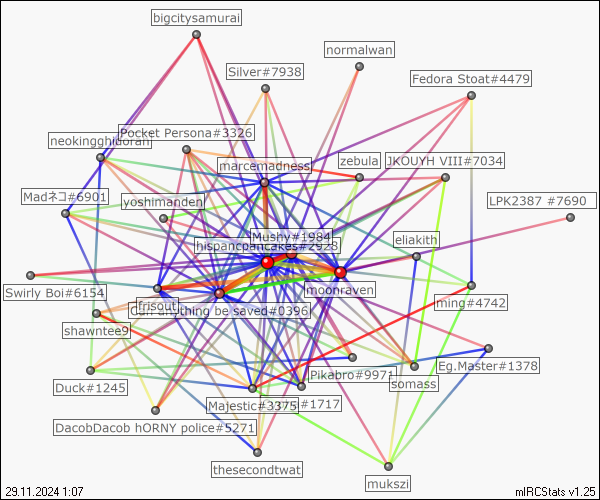 bigcitysamurai
normalwan
Silver#7938
Fedora Stoat#4479
Pocket Persona#3326
neokingghidorah
marcemadness
zebula
JKOUYH VIII#7034
Madネコ#6901
yoshimanden
LPK2387 #7690
Mushy#1984
hispancpancakes#2928
eliakith
moonraven
Swirly Boi#6154
frisout
Can anything be saved#0396
ming#4742
shawntee9
Pikabro#9971
Eg.Master#1378
Duck#1245
somass
Majestic#3375
#1717
DacobDacob hORNY police#5271
thesecondtwat
mukszi
29.11.2024 1:07
mIRCStats v1.25